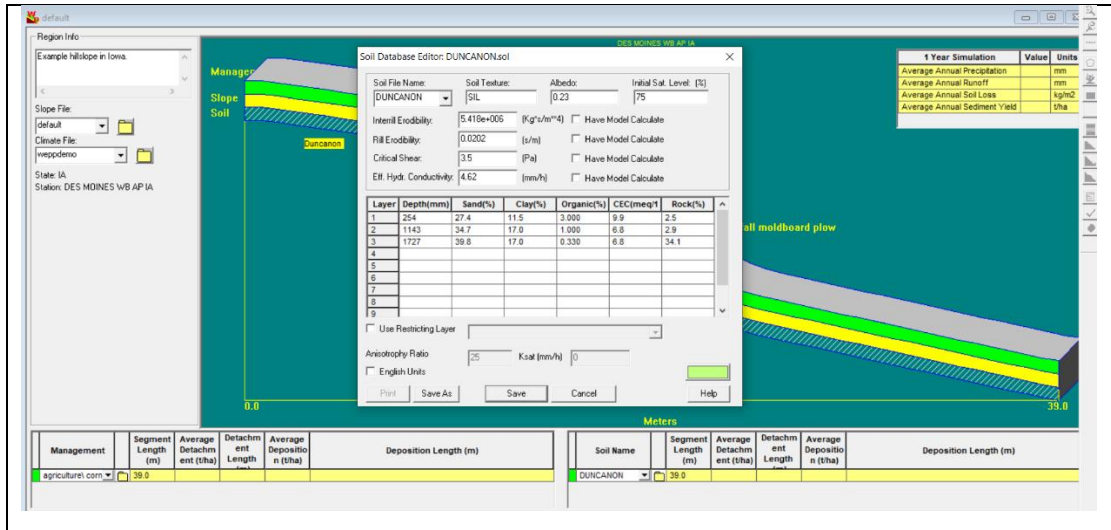 default
Region Info
Example hillslope in Iowa.
Slope File:
default
Climate File:
weppdemo
State: IA
Station: DES MOINES WB AP IA
DES MOINES WB AP IA
Manager
Slope
Soil
Duncanon
all moldboard plow
0.0
39.0
Meters
1 Year Simulation Value Units
Average Annual Precipitation mm
Average Annual Runoff mm
Average Annual Soil Loss kg/m2
Average Annual Sediment Yield t/ha
Soil Database Editor: DUNCANON.sol
Soil File Name: Soil Texture: Albedo: Initial Sat. Level: (%)
DUNCANON SIL 0.23 75
Interrill Erodibility: 5.418e+006 (Kg*s/m**4) Have Model Calculate
Rill Erodibility: 0.0202 (s/m) Have Model Calculate
Critical Shear: 3.5 (Pa) Have Model Calculate
Eff. Hydr. Conductivity: 4.62 (mm/h) Have Model Calculate
Layer Depth(mm) Sand(%) Clay(%) Organic(%) CEC(meq/1 Rock(%)
1 254 27.4 11.5 3.000 9.9 2.5
2 1143 34.7 17.0 1.000 6.8 2.9
3 1727 39.8 17.0 0.330 6.8 34.1
4
5
6
7
8
9
Use Restricting Layer
Anisotrophy Ratio 25 Ksat (mm/h) 0
English Units
Print Save As Save Cancel Help
Management Segment Length (m) Average Detachm ent (t/ha) Detachm ent Length Average Depositio n (t/ha) Deposition Length (m)
agriculture\ corn 39.0
Soil Name Segment Length (m) Average Detachm ent (t/ha) Detachm ent Length Average Depositio n (t/ha) Deposition Length (m)
DUNCANON 39.0